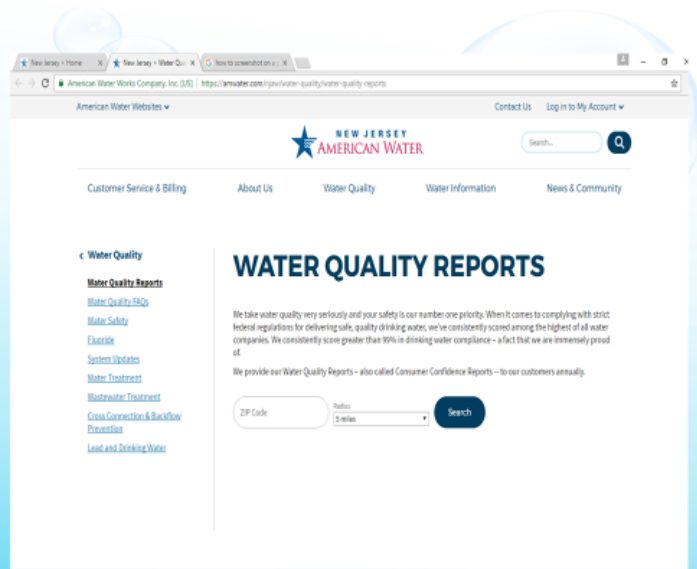 New Jersey > Home
New Jersey > Water Qu
how to screenshot on a
American Water Works Company, Inc. [US] | https://amwater.com/njaw/water-quality/water-quality-reports
American Water Websites
Contact Us
Log in to My Account
NEW JERSEY
AMERICAN WATER
Search...
Customer Service & Billing
About Us
Water Quality
Water Information
News & Community
Water Quality
Water Quality Reports
Water Quality FAQs
Water Safety
Fluoride
System Updates
Water Treatment
Wastewater Treatment
Cross Connection & Backflow
Prevention
Lead and Drinking Water
WATER QUALITY REPORTS
We take water quality very seriously and your safety is our number one priority. When it comes to complying with strict
federal regulations for delivering safe, quality drinking water, we've consistently scored among the highest of all water
companies. We consistently score greater than 99% in drinking water compliance – a fact that we are immensely proud
of.
We provide our Water Quality Reports – also called Consumer Confidence Reports -- to our customers annually.
ZIP Code
Radius
5 miles
Search